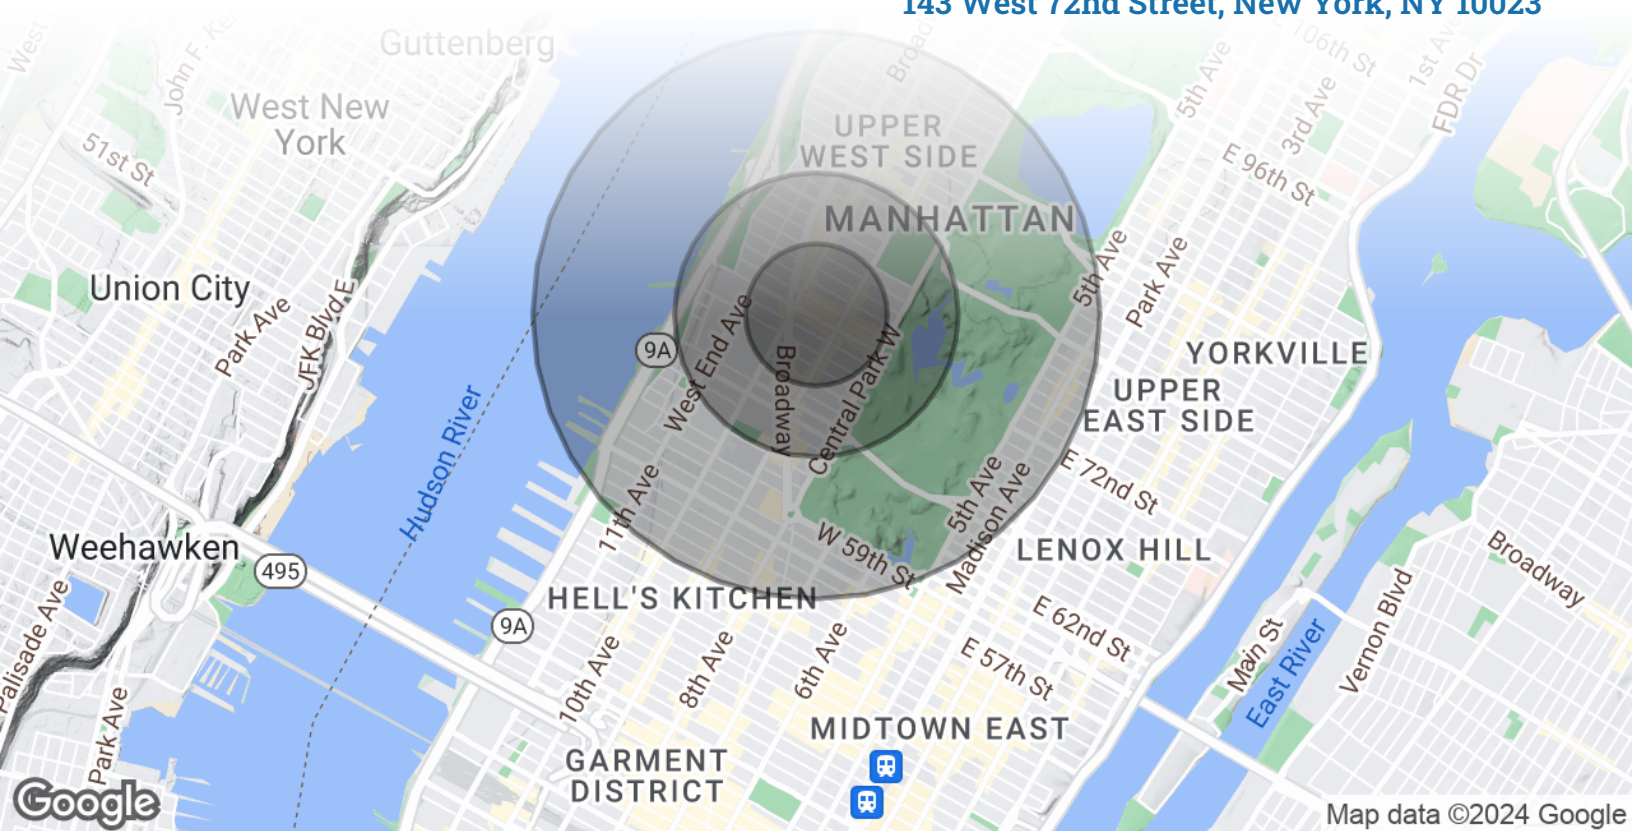 143 West 72nd Street, New York, NY 10023
West
John F. Ke
Guttenberg
Broad
106th St
1st Ave
FDR Dr
West New
York
51st St
UPPER
WEST SIDE
5th Ave
3rd Ave
E 96th St
MANHATTAN
Union City
Park Ave
JFK Blvd E
5th Ave
Park Ave
9A
West End Ave
Broadway
Central Park W
YORKVILLE
UPPER
EAST SIDE
Hudson River
11th Ave
5th Ave
Madison Ave
E 72nd St
Weehawken
495
W 59th St
LENOX HILL
Broadway
HELL'S KITCHEN
9A
Palisade Ave
Park Ave
10th Ave
8th Ave
6th Ave
E 62nd St
E 57th St
Main St
East River
Vernon Blvd
MIDTOWN EAST
GARMENT
DISTRICT
Google
Map data ©2024 Google